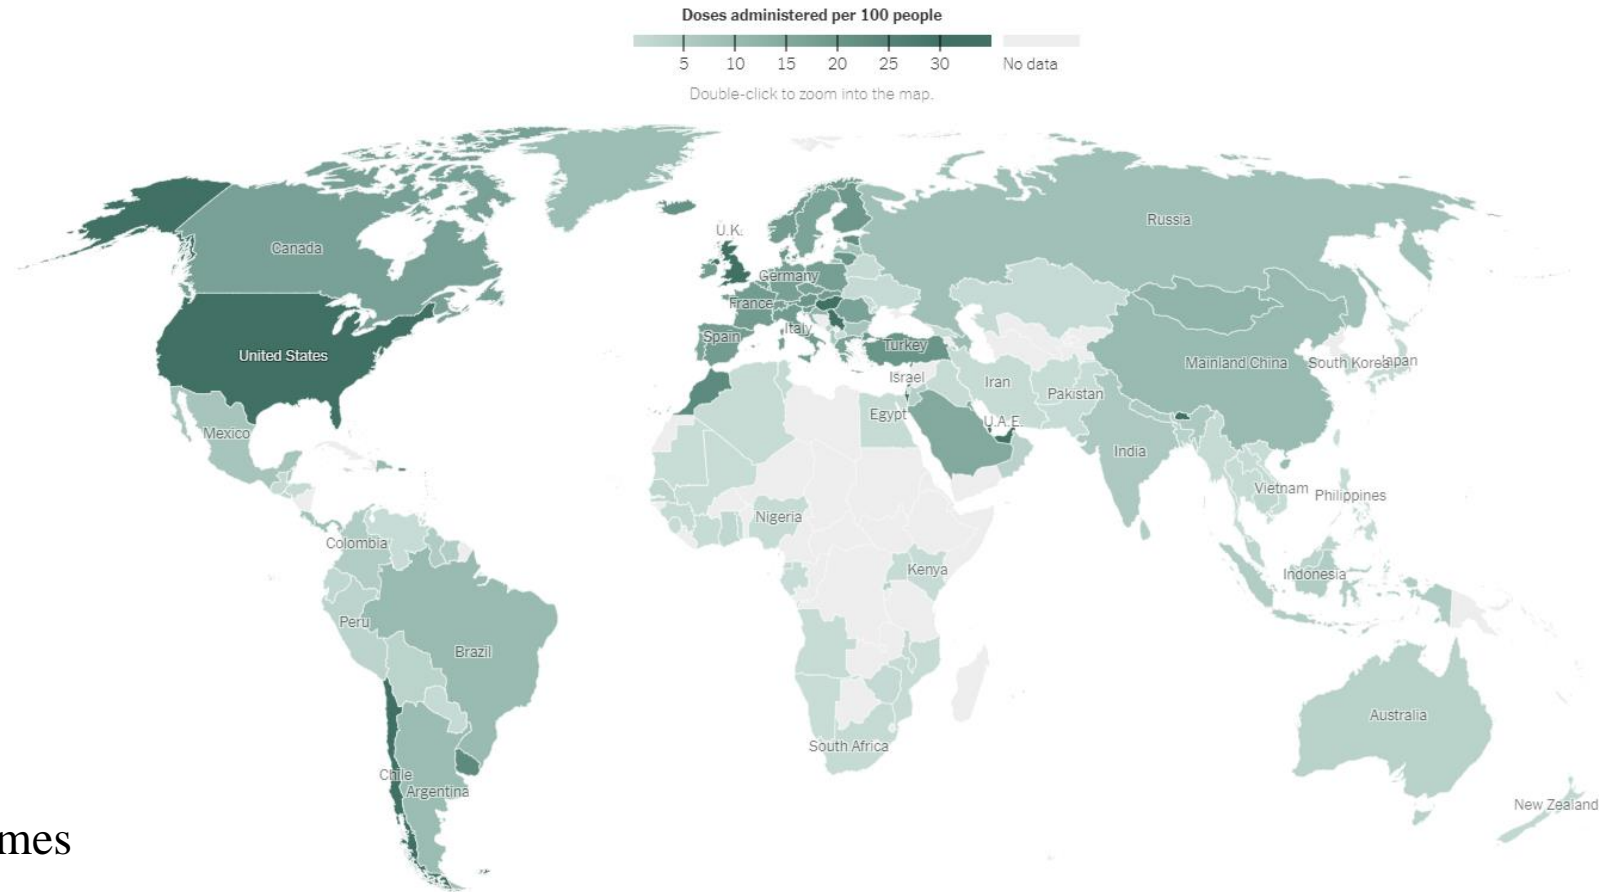 Doses administered per 100 people
5 10 15 20 25 30 No data
Double-click to zoom into the map.
Russia
U.K.
Canada
Germany
France
Italy
Spain
Turkey
United States
Mainland China
South Korea
Japan
Israel
Iran
Pakistan
Egypt
U.A.E.
Mexico
India
Vietnam
Philippines
Nigeria
Colombia
Kenya
Indonesia
Peru
Brazil
Australia
South Africa
Chile
Argentina
New Zealand
mes